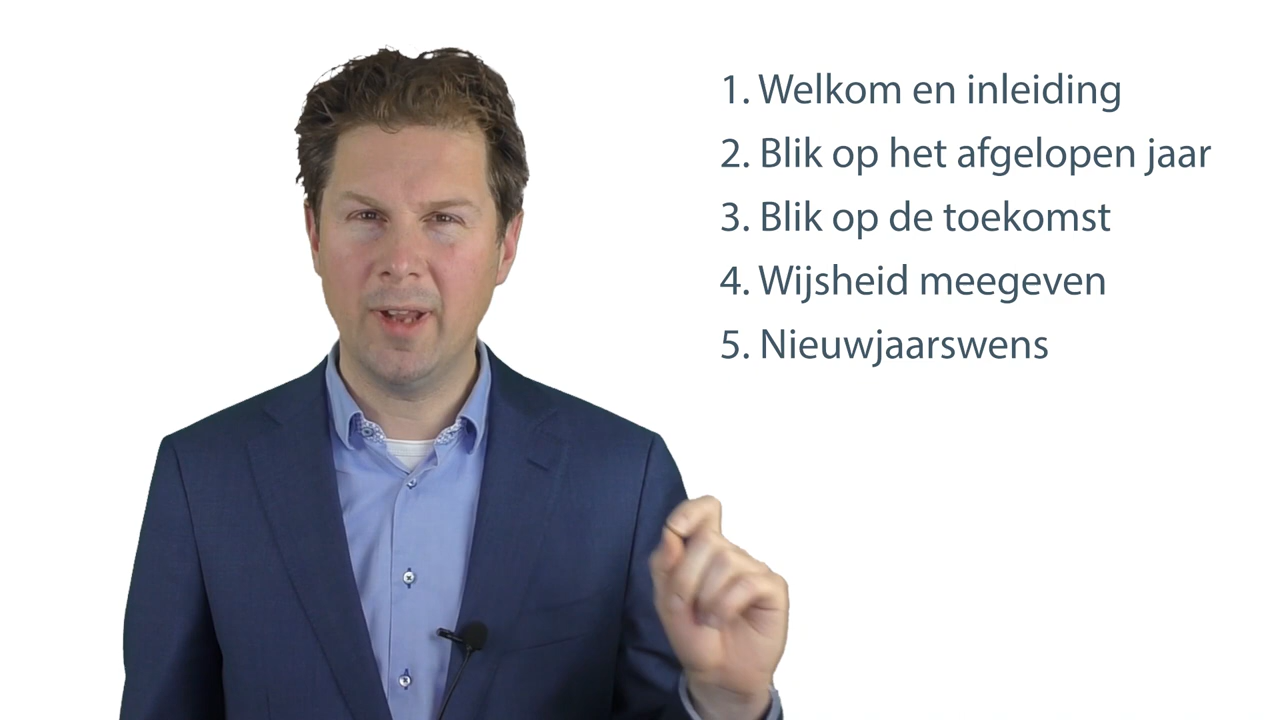 1. Welkom en inleiding
2. Blik op het afgelopen jaar
3. Blik op de toekomst
4. Wijsheid meegeven
5. Nieuwjaarswens